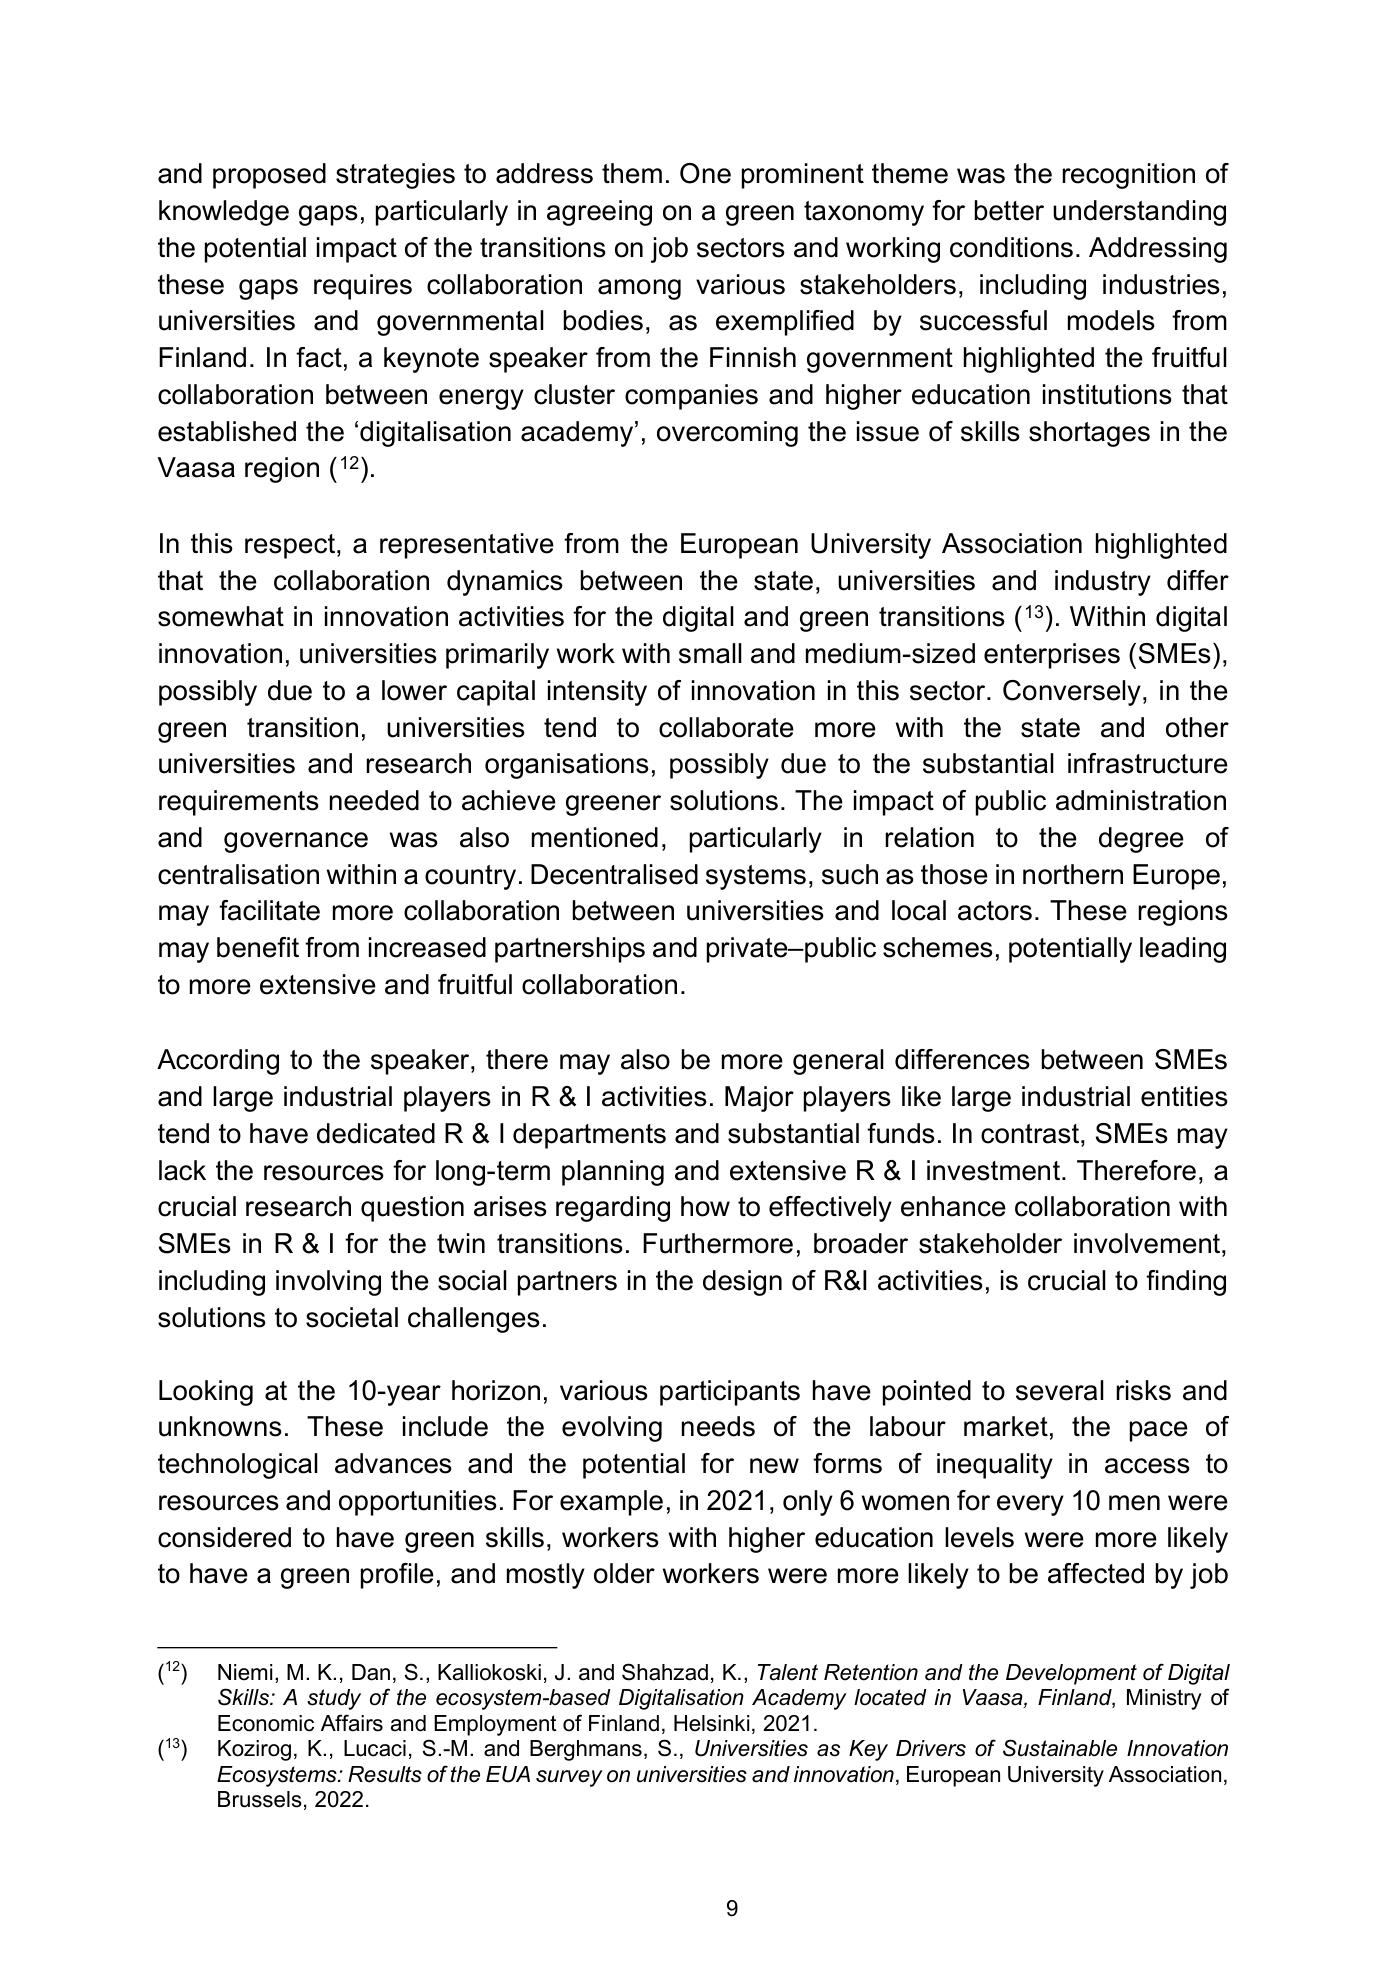 and proposed strategies to address them. One prominent theme was the recognition of
knowledge gaps, particularly in agreeing on a green taxonomy for better understanding
the potential impact of the transitions on job sectors and working conditions. Addressing
these gaps requires collaboration among various stakeholders, including industries,
universities and governmental bodies, as exemplified by successful models from
Finland. In fact, a keynote speaker from the Finnish government highlighted the fruitful
collaboration between energy cluster companies and higher education institutions that
established the ‘digitalisation academy’, overcoming the issue of skills shortages in the
Vaasa region (12).
In this respect, a representative from the European University Association highlighted
that the collaboration dynamics between the state, universities and industry differ
somewhat in innovation activities for the digital and green transitions (13). Within digital
innovation, universities primarily work with small and medium-sized enterprises (SMEs),
possibly due to a lower capital intensity of innovation in this sector. Conversely, in the
green transition, universities tend to collaborate more with the state and other
universities and research organisations, possibly due to the substantial infrastructure
requirements needed to achieve greener solutions. The impact of public administration
and governance was also mentioned, particularly in relation to the degree of
centralisation within a country. Decentralised systems, such as those in northern Europe,
may facilitate more collaboration between universities and local actors. These regions
may benefit from increased partnerships and private–public schemes, potentially leading
to more extensive and fruitful collaboration.
According to the speaker, there may also be more general differences between SMEs
and large industrial players in R & I activities. Major players like large industrial entities
tend to have dedicated R & I departments and substantial funds. In contrast, SMEs may
lack the resources for long-term planning and extensive R & I investment. Therefore, a
crucial research question arises regarding how to effectively enhance collaboration with
SMEs in R & I for the twin transitions. Furthermore, broader stakeholder involvement,
including involving the social partners in the design of R&I activities, is crucial to finding
solutions to societal challenges.
Looking at the 10-year horizon, various participants have pointed to several risks and
unknowns. These include the evolving needs of the labour market, the pace of
technological advances and the potential for new forms of inequality in access to
resources and opportunities. For example, in 2021, only 6 women for every 10 men were
considered to have green skills, workers with higher education levels were more likely
to have a green profile, and mostly older workers were more likely to be affected by job
(12) Niemi, M. K., Dan, S., Kalliokoski, J. and Shahzad, K., Talent Retention and the Development of Digital
Skills: A study of the ecosystem-based Digitalisation Academy located in Vaasa, Finland, Ministry of
Economic Affairs and Employment of Finland, Helsinki, 2021.
(13) Kozirog, K., Lucaci, S.-M. and Berghmans, S., Universities as Key Drivers of Sustainable Innovation
Ecosystems: Results of the EUA survey on universities and innovation, European University Association,
Brussels, 2022.
9